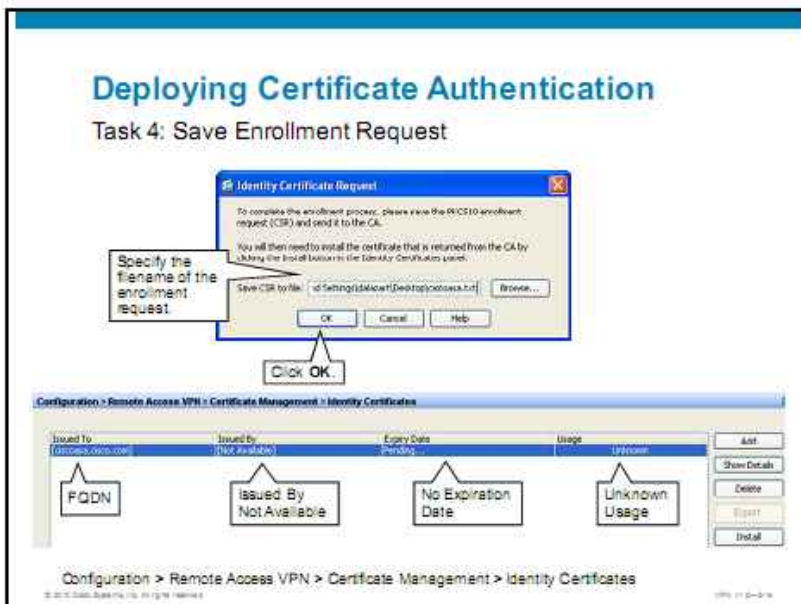 Deploying Certificate Authentication
Task 4: Save Enrollment Request
Identity Certificate Request
To complete the enrollment process, please save the PKCS10 enrollment
request (CSR) and send it to the CA.
You will then need to install the certificate that is returned from the CA by
clicking the Install button in the Identity Certificates panel.
Specify the
filename of the
enrollment
request.
Save CSR to file:
Browse...
OK
Cancel
Help
Click OK.
Configuration > Remote Access VPN > Certificate Management > Identity Certificates
Issued To
Issued By
Expiry Date
Usage
[Not Available]
Pending...
Unknown
Add
Show Details
Delete
Export
Install
FQDN
Issued By
Not Available
No Expiration
Date
Unknown
Usage
Configuration > Remote Access VPN > Certificate Management > Identity Certificates